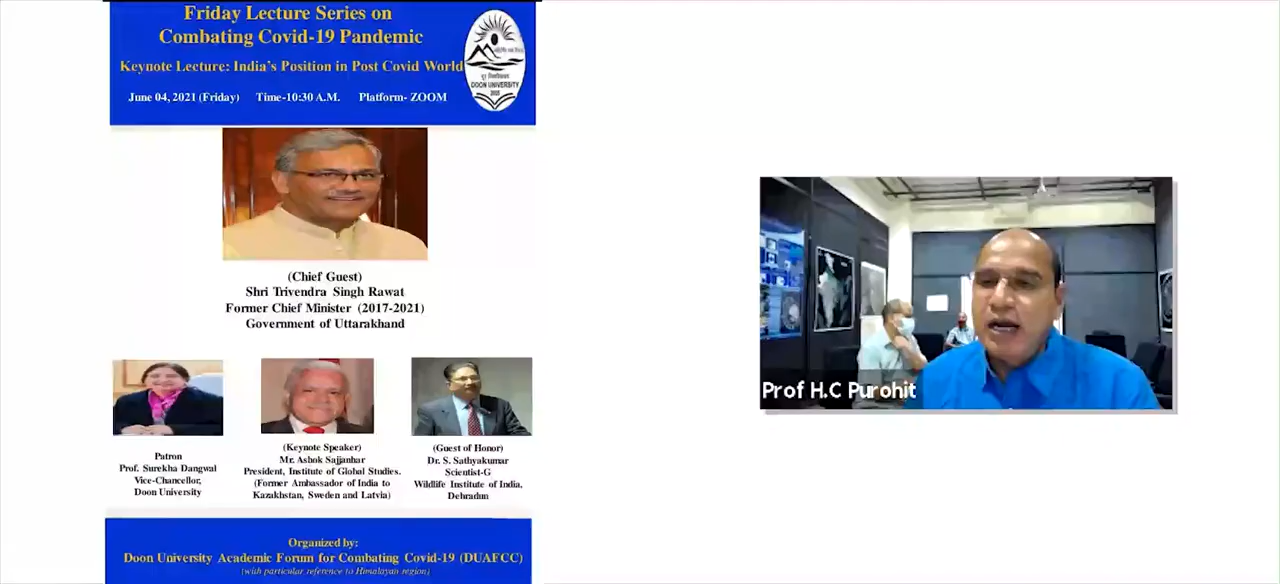 Friday Lecture Series on
Combating Covid-19 Pandemic
Keynote Lecture: India's Position in Post Covid World
June 04, 2021 (Friday) Time-10:30 A.M. Platform- ZOOM
DOON UNIVERSITY
(Chief Guest)
Shri Trivendra Singh Rawat
Former Chief Minister (2017-2021)
Government of Uttarakhand
Patron
Prof. Surekha Dangwal
Vice-Chancellor,
Doon University
(Keynote Speaker)
Mr. Ashok Sajjanhar
President, Institute of Global Studies.
(Former Ambassador of India to
Kazakhstan, Sweden and Latvia)
(Guest of Honor)
Dr. S. Sathyakumar
Scientist-G
Wildlife Institute of India,
Dehradun
Organized by:
Doon University Academic Forum for Combating Covid-19 (DUAFCC)
(with particular reference to Himalayan region)
Prof H.C Purohit